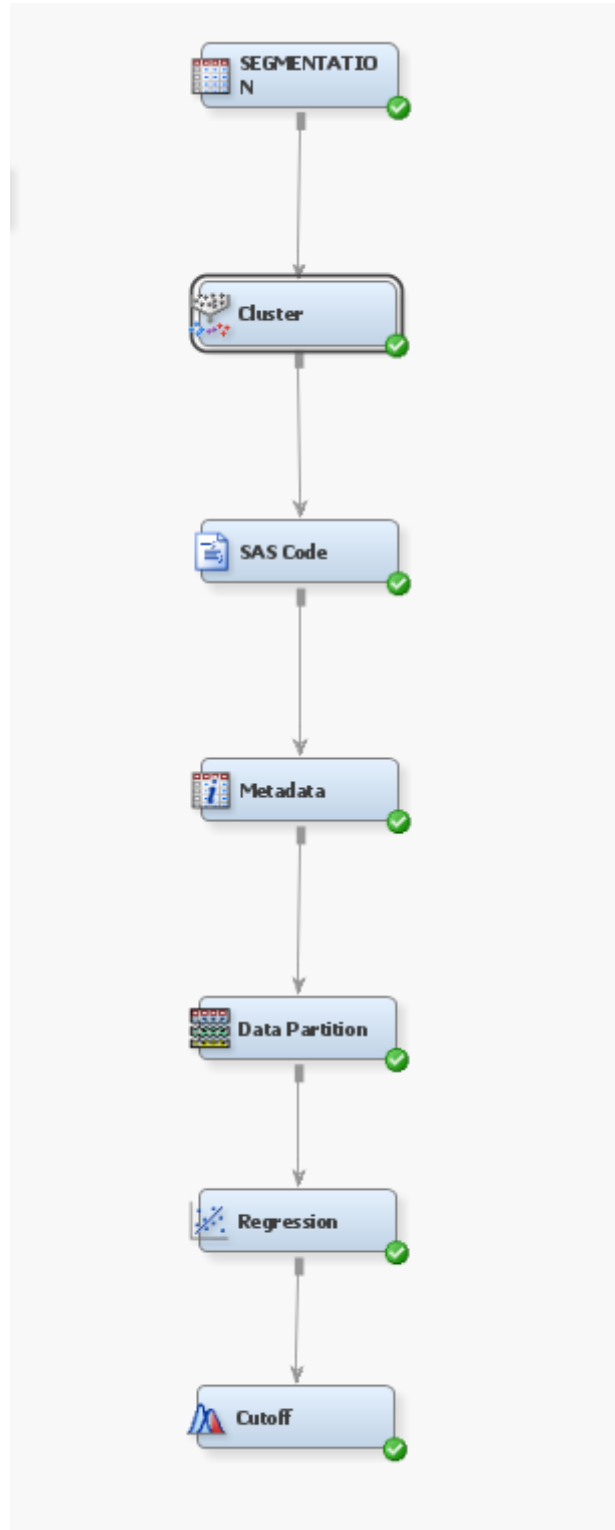 SEGMENTATIO
N
Cluster
SAS Code
Metadata
Data Partition
Regression
Cutoff